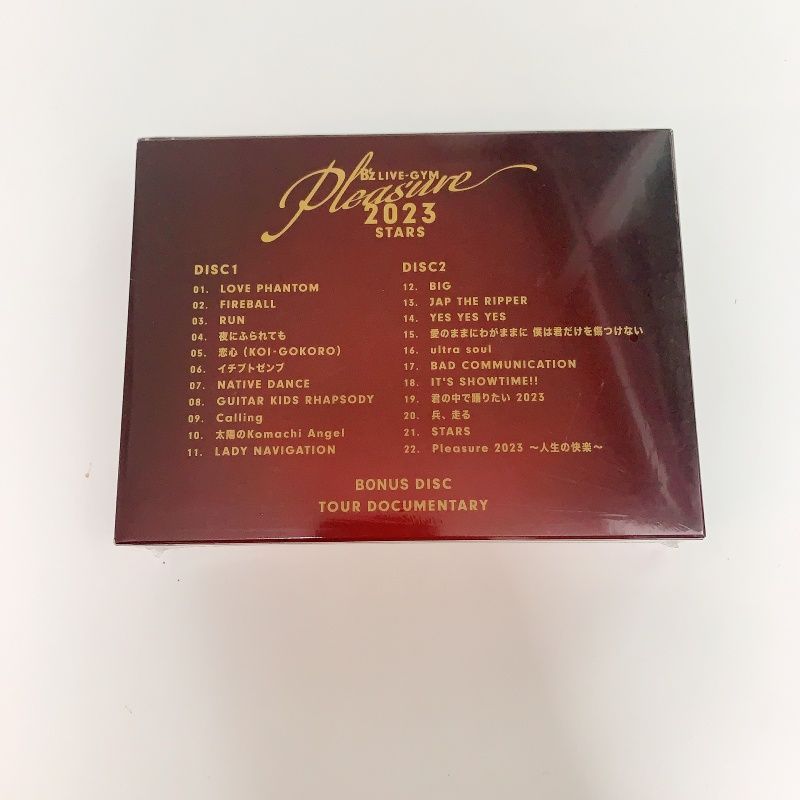 B'z LIVE-GYM
Pleasure
2023
STARS
DISC1
01. LOVE PHANTOM
02. FIREBALL
03. RUN
04. 夜にふられても
05. 恋心 (KOI-GOKORO)
06. イチブトゼンブ
07. NATIVE DANCE
08. GUITAR KIDS RHAPSODY
09. Calling
10. 太陽のKomachi Angel
11. LADY NAVIGATION
DISC2
12. BIG
13. JAP THE RIPPER
14. YES YES YES
15. 愛のままにわがままに 僕は君だけを傷つけない
16. ultra soul
17. BAD COMMUNICATION
18. IT'S SHOWTIME!!
19. 君の中で踊りたい 2023
20. 兵、走る
21. STARS
22. Pleasure 2023 ～人生の快楽～
BONUS DISC
TOUR DOCUMENTARY